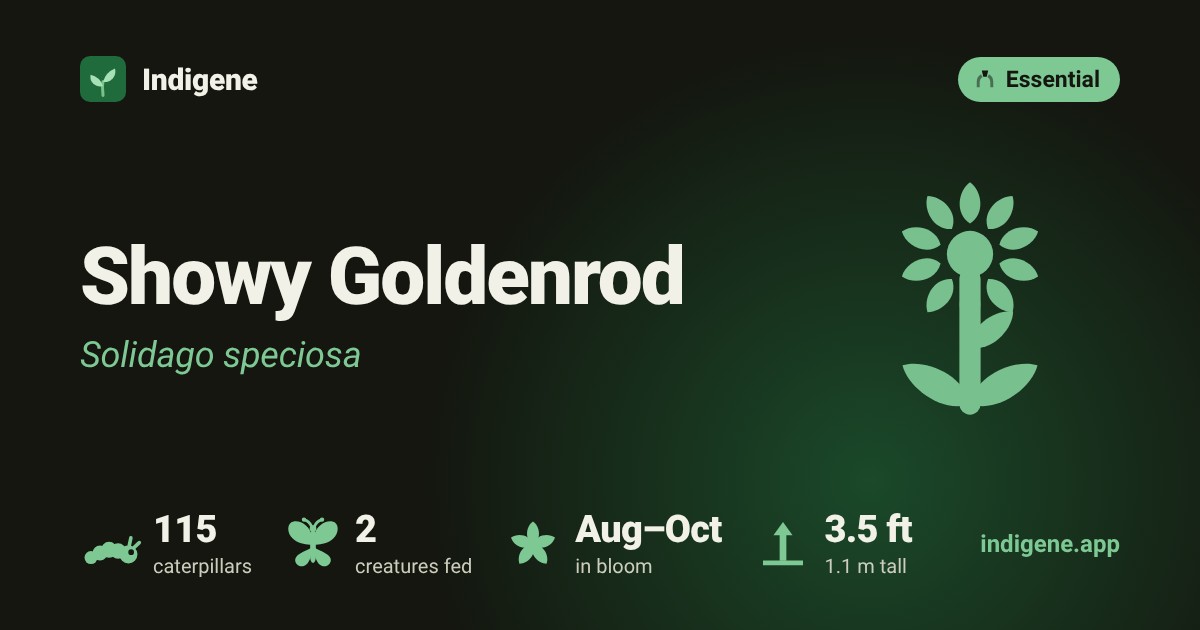 Indigene
Essential
Showy Goldenrod
Solidago speciosa
115
caterpillars
2
creatures fed
Aug–Oct
in bloom
3.5 ft
1.1 m tall
indigene.app